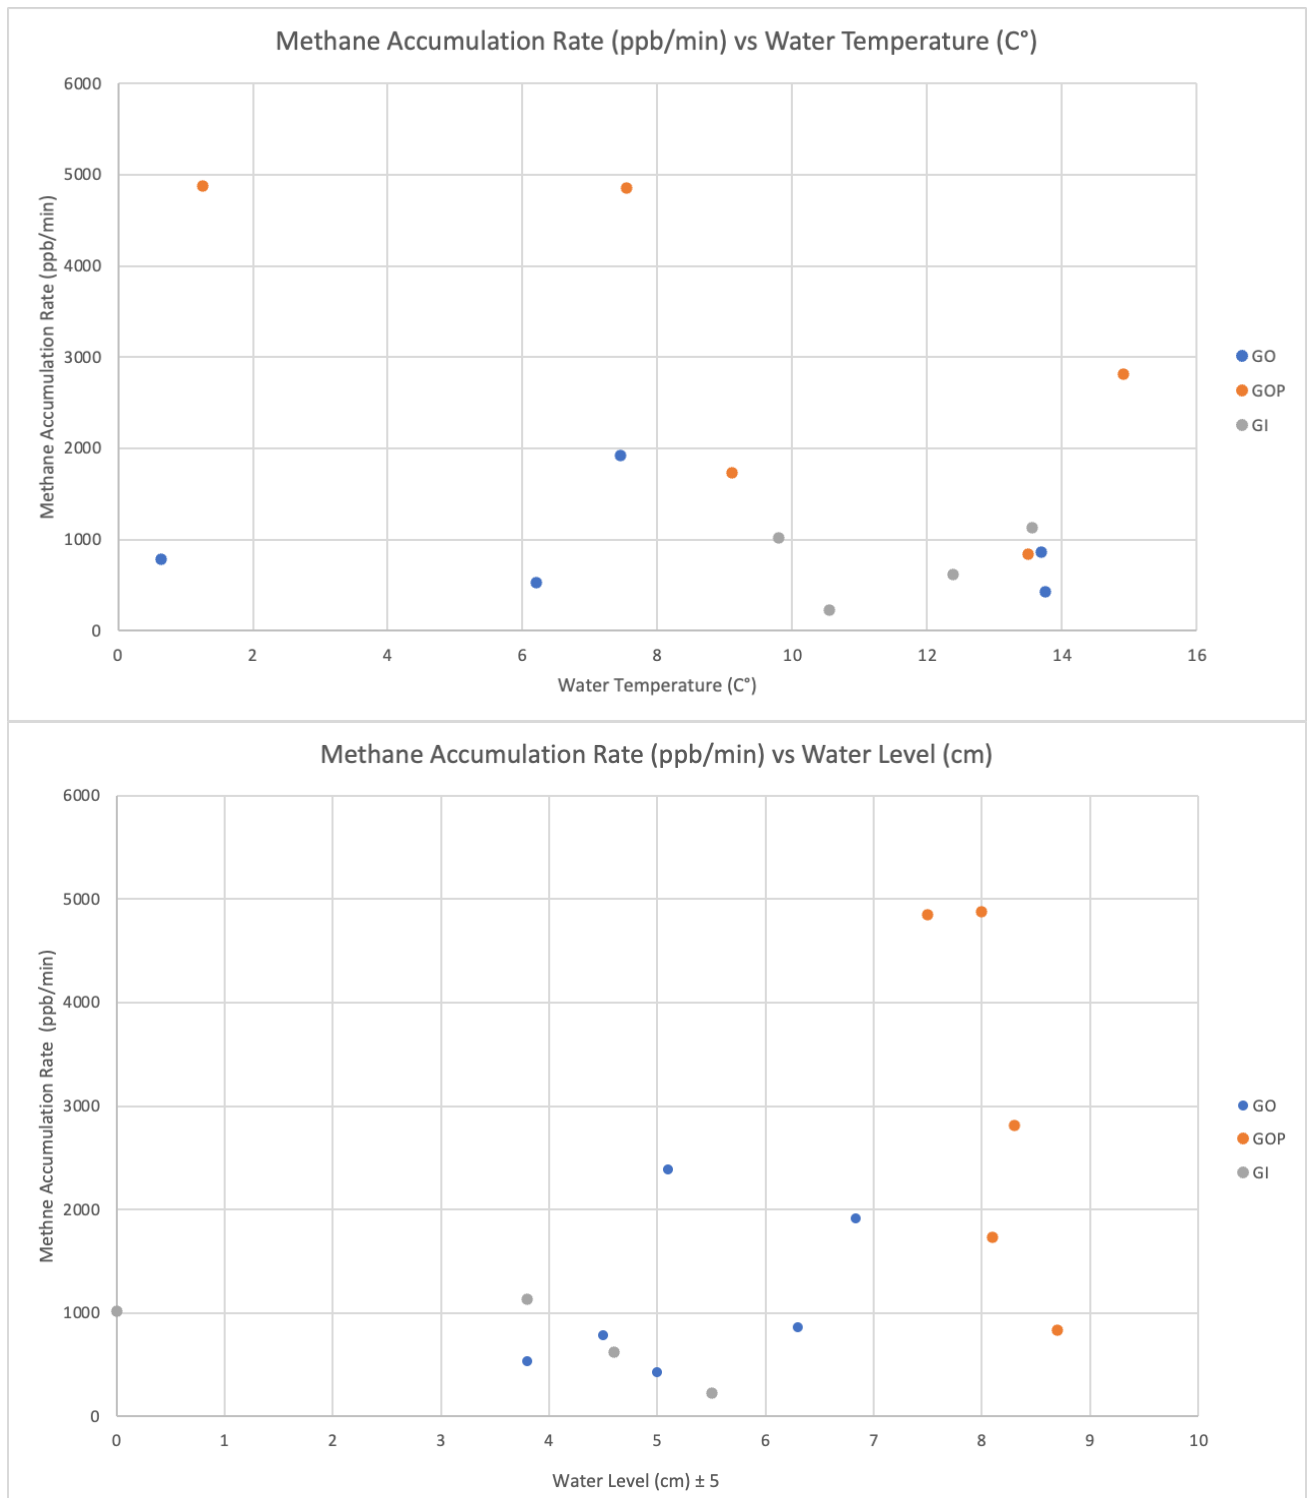 Methane Accumulation Rate (ppb/min) vs Water Temperature (C°)
Methane Accumulation Rate (ppb/min)
6000
5000
4000
3000
2000
1000
0
0 2 4 6 8 10 12 14 16
Water Temperature (C°)
GO
GOP
GI
Methane Accumulation Rate (ppb/min) vs Water Level (cm)
Methne Accumulation Rate (ppb/min)
6000
5000
4000
3000
2000
1000
0
0 1 2 3 4 5 6 7 8 9 10
Water Level (cm) ± 5
GO
GOP
GI